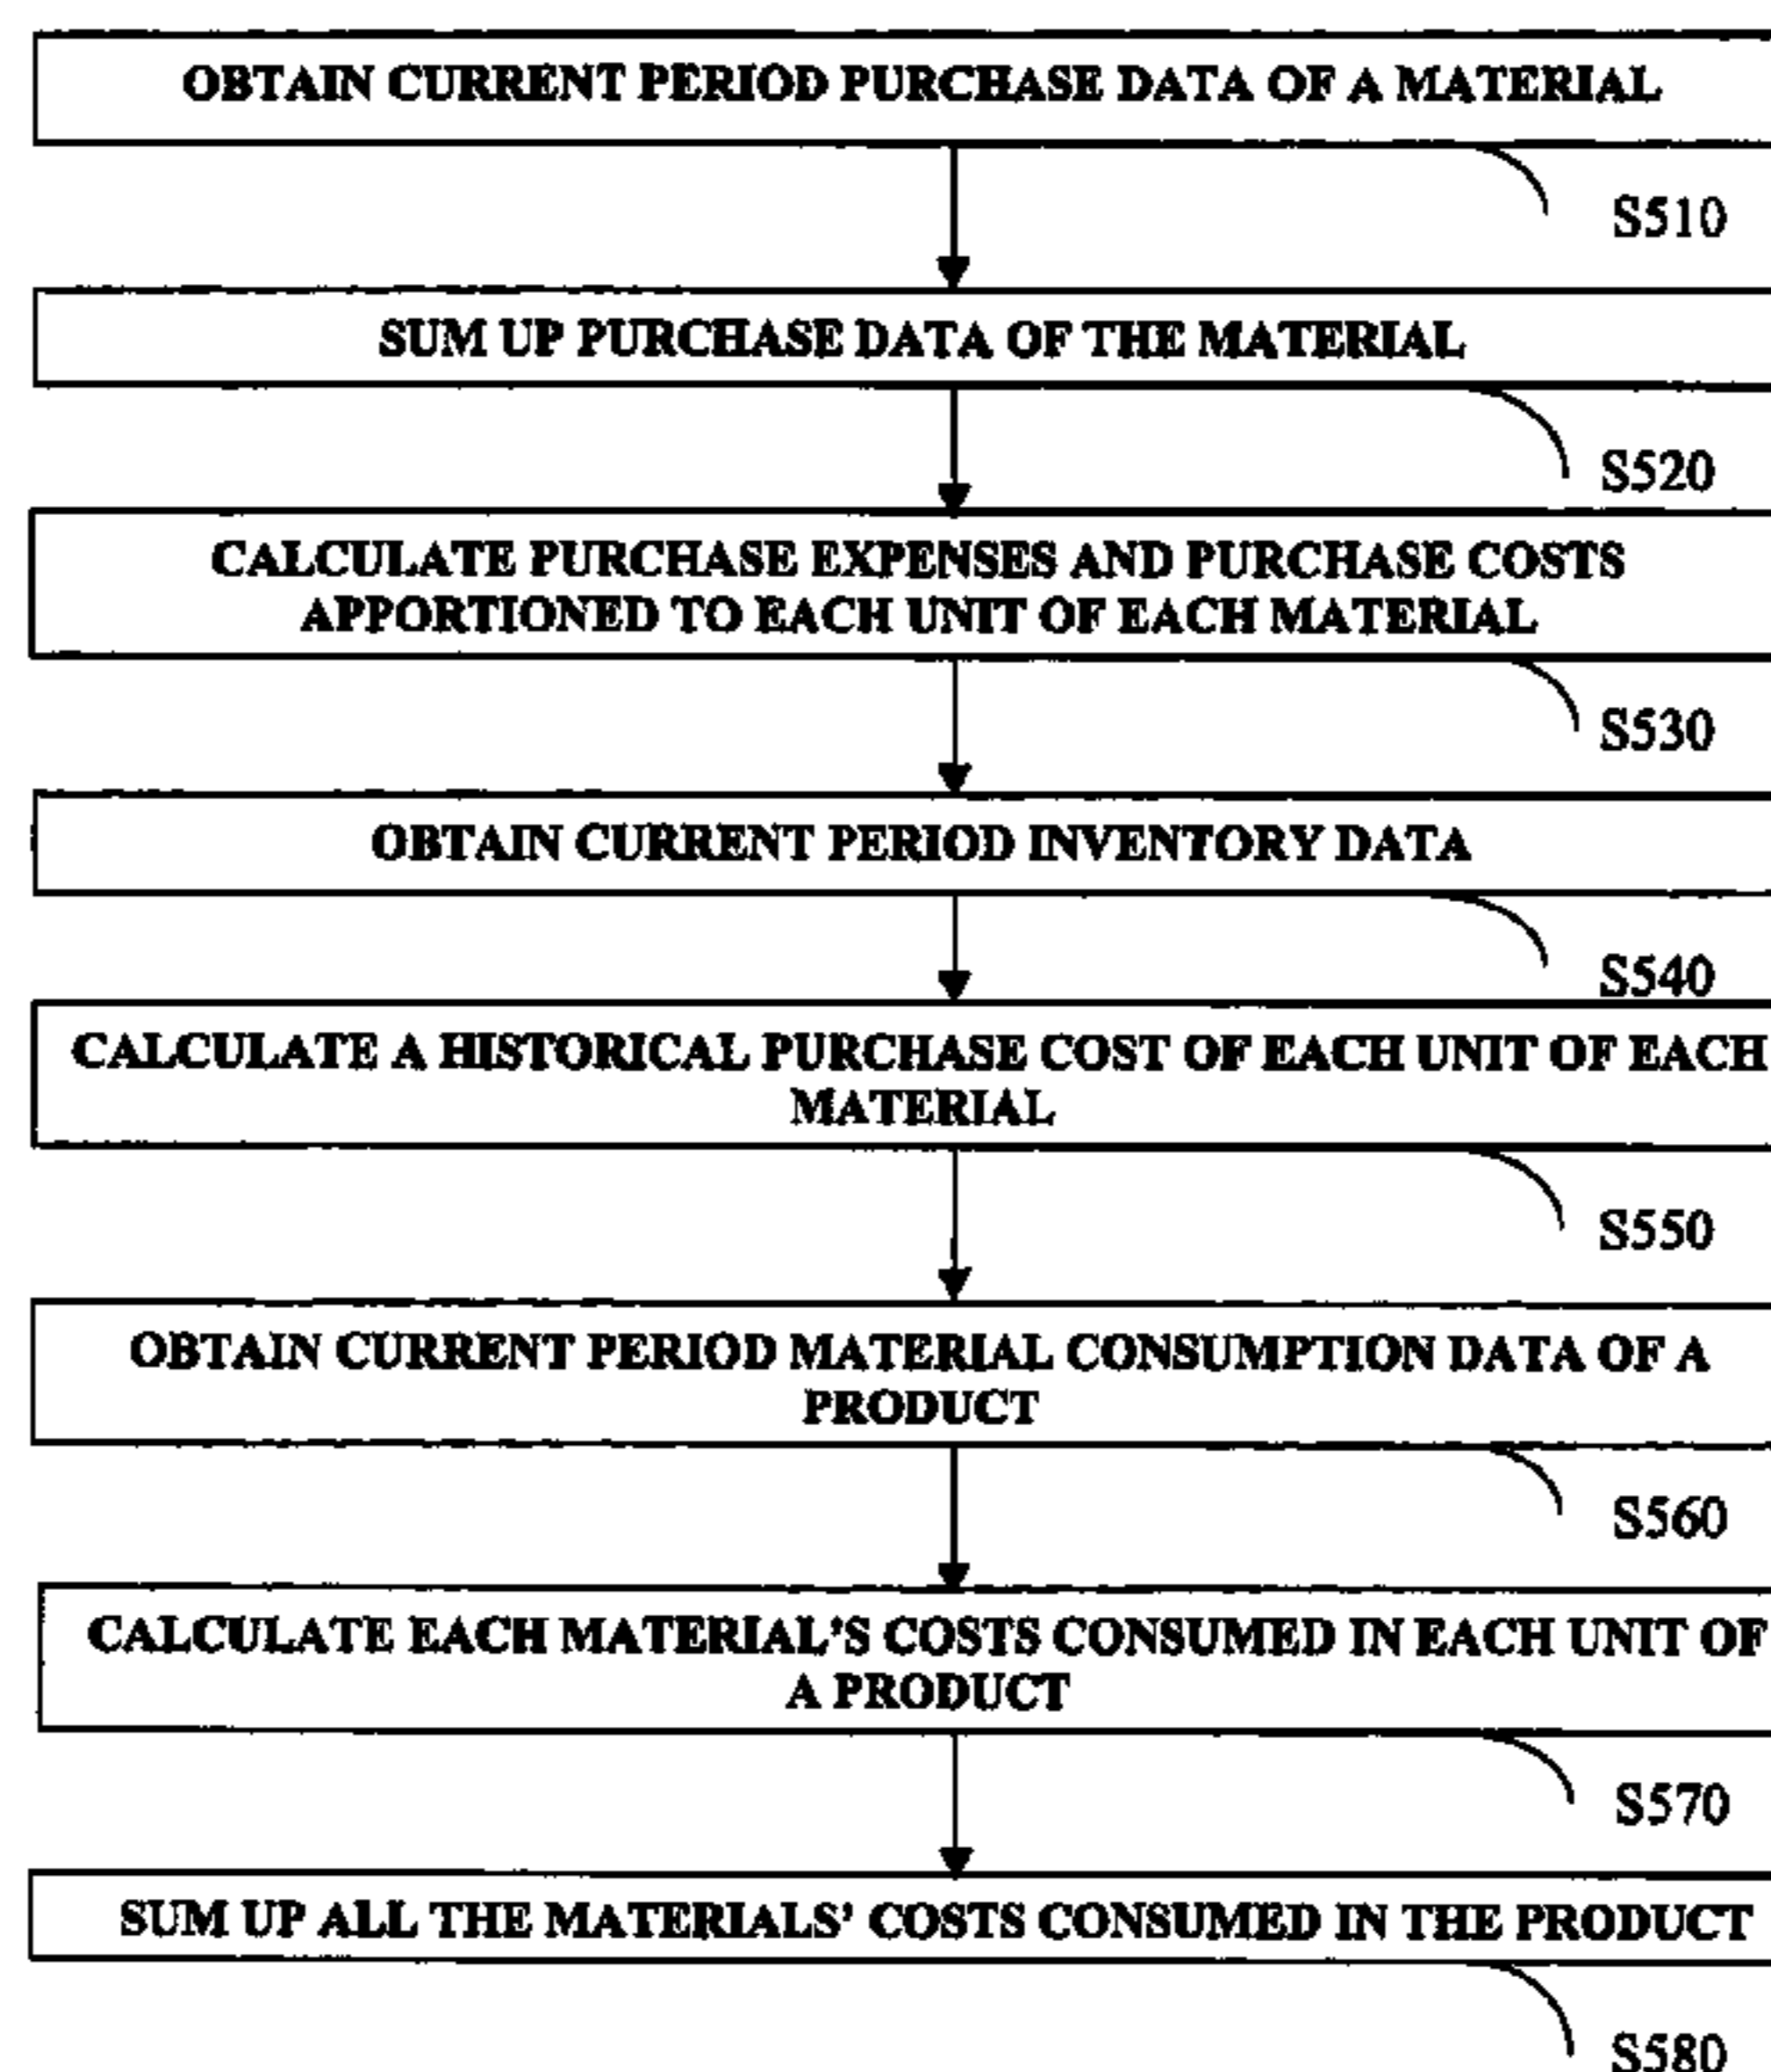 OBTAIN CURRENT PERIOD PURCHASE DATA OF A MATERIAL
S510
SUM UP PURCHASE DATA OF THE MATERIAL
S520
CALCULATE PURCHASE EXPENSES AND PURCHASE COSTS
APPORTIONED TO EACH UNIT OF EACH MATERIAL
S530
OBTAIN CURRENT PERIOD INVENTORY DATA
S540
CALCULATE A HISTORICAL PURCHASE COST OF EACH UNIT OF EACH
MATERIAL
S550
OBTAIN CURRENT PERIOD MATERIAL CONSUMPTION DATA OF A
PRODUCT
S560
CALCULATE EACH MATERIAL'S COSTS CONSUMED IN EACH UNIT OF
A PRODUCT
S570
SUM UP ALL THE MATERIALS' COSTS CONSUMED IN THE PRODUCT
S580